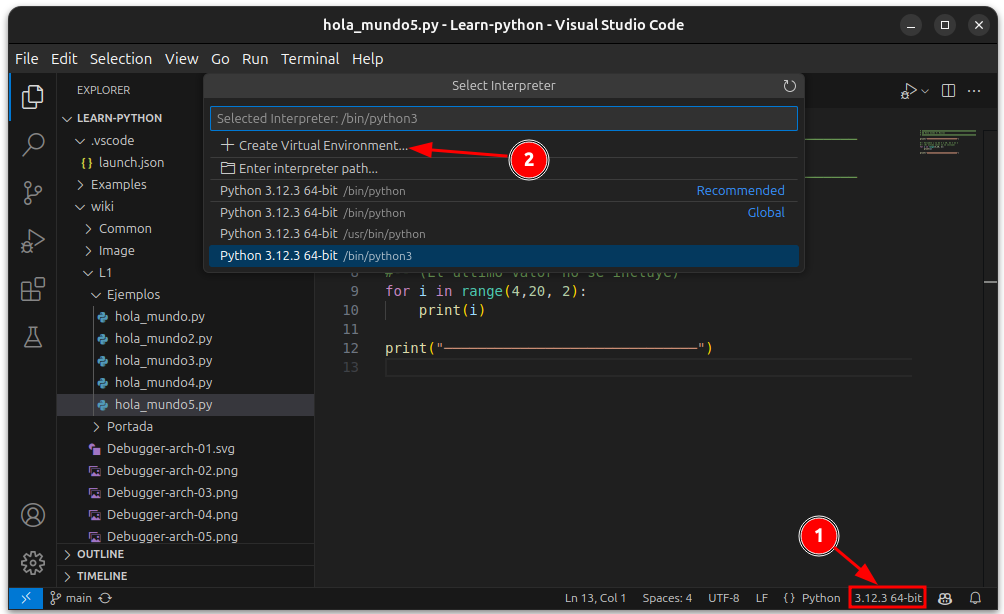 hola_mundo5.py - Learn-python - Visual Studio Code
File Edit Selection View Go Run Terminal Help
EXPLORER
LEARN-PYTHON
.vscode
{} launch.json
Examples
wiki
Common
Image
L1
Ejemplos
hola_mundo.py
hola_mundo2.py
hola_mundo3.py
hola_mundo4.py
hola_mundo5.py
Portada
Debugger-arch-01.svg
Debugger-arch-02.png
Debugger-arch-03.png
Debugger-arch-04.png
Debugger-arch-05.png
OUTLINE
TIMELINE
Select Interpreter
Selected Interpreter: /bin/python3
+ Create Virtual Environment...
2
Enter interpreter path...
Python 3.12.3 64-bit /bin/python Recommended
Python 3.12.3 64-bit /bin/python Global
Python 3.12.3 64-bit /usr/bin/python
Python 3.12.3 64-bit /bin/python3
8 # (El último valor no se incluye)
9 for i in range(4,20, 2):
10 print(i)
11
12 print("——————————————————————————")
13
1
main
Ln 13, Col 1 Spaces: 4 UTF-8 LF {} Python 3.12.3 64-bit